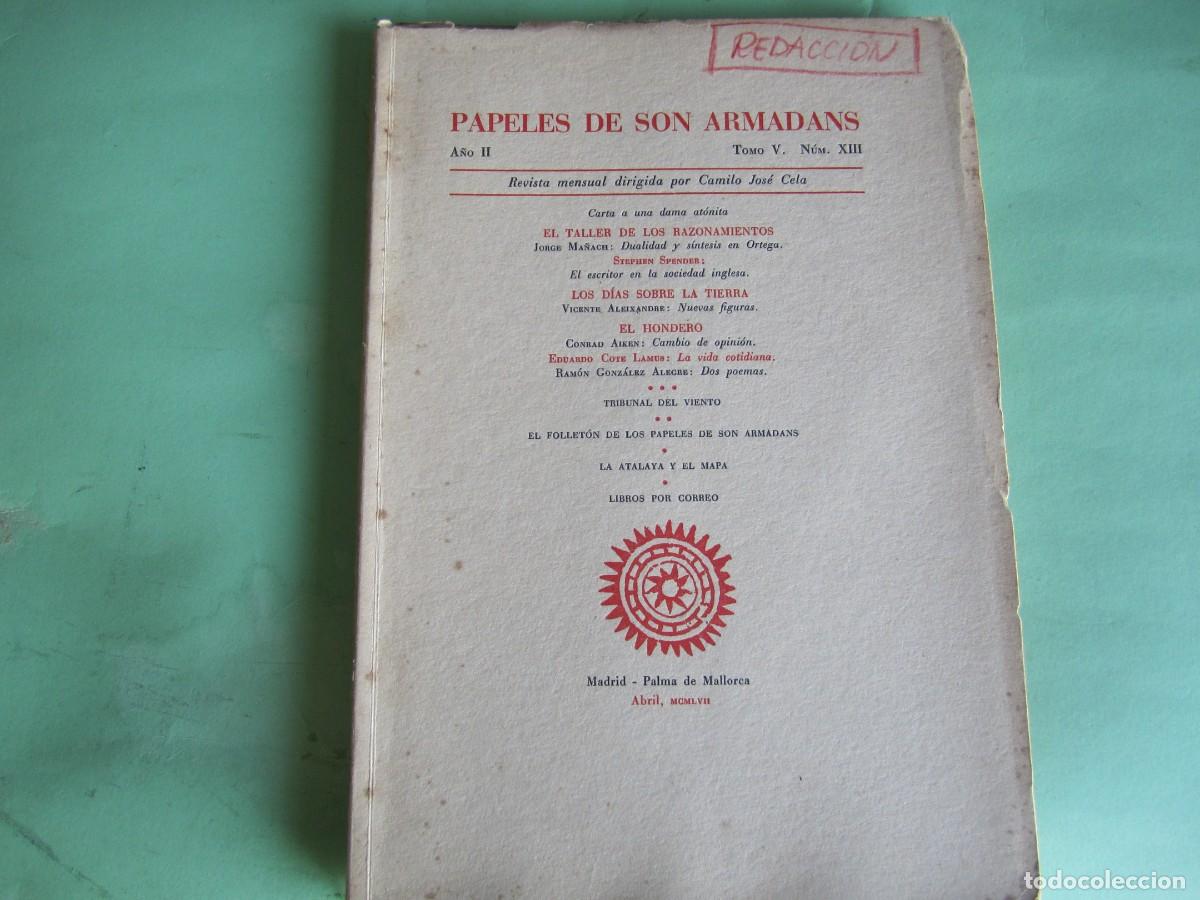 REDACCIÓN
PAPELES DE SON ARMADANS
Año II Tomo V. Núm. XIII
Revista mensual dirigida por Camilo José Cela
Carta a una dama atónita
EL TALLER DE LOS RAZONAMIENTOS
Jorge Mañach: Dualidad y síntesis en Ortega.
Stephen Spender:
El escritor en la sociedad inglesa.
LOS DÍAS SOBRE LA TIERRA
Vicente Aleixandre: Nuevas figuras.
EL HONDERO
Conrad Aiken: Cambio de opinión.
Eduardo Cote Lamus: La vida cotidiana.
Ramón González Alegre: Dos poemas.
TRIBUNAL DEL VIENTO
EL FOLLETÓN DE LOS PAPELES DE SON ARMADANS
LA ATALAYA Y EL MAPA
LIBROS POR CORREO
Madrid - Palma de Mallorca
Abril, MCMLVII
todocoleccion